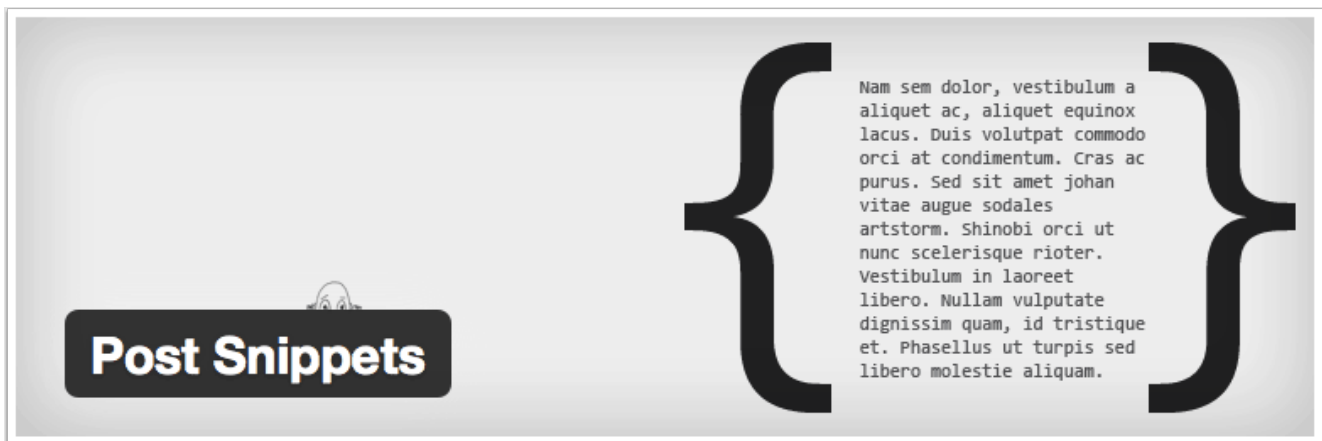 Nam sem dolor, vestibulum a
aliquet ac, aliquet equinox
lacus. Duis volutpat commodo
orci at condimentum. Cras ac
purus. Sed sit amet johan
vitae augue sodales
artstorm. Shinobi orci ut
nunc scelerisque rioter.
Vestibulum in laoreet
libero. Nullam vulputate
dignissim quam, id tristique
et. Phasellus ut turpis sed
libero molestie aliquam.
Post Snippets